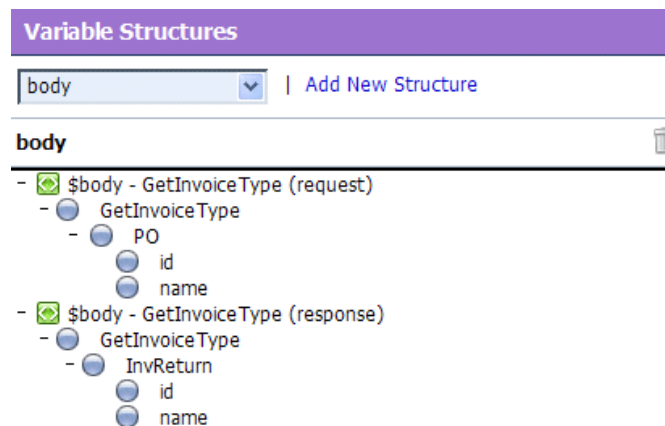 Variable Structures
body | Add New Structure
body
- $body - GetInvoiceType (request)
- GetInvoiceType
- PO
id
name
- $body - GetInvoiceType (response)
- GetInvoiceType
- InvReturn
id
name